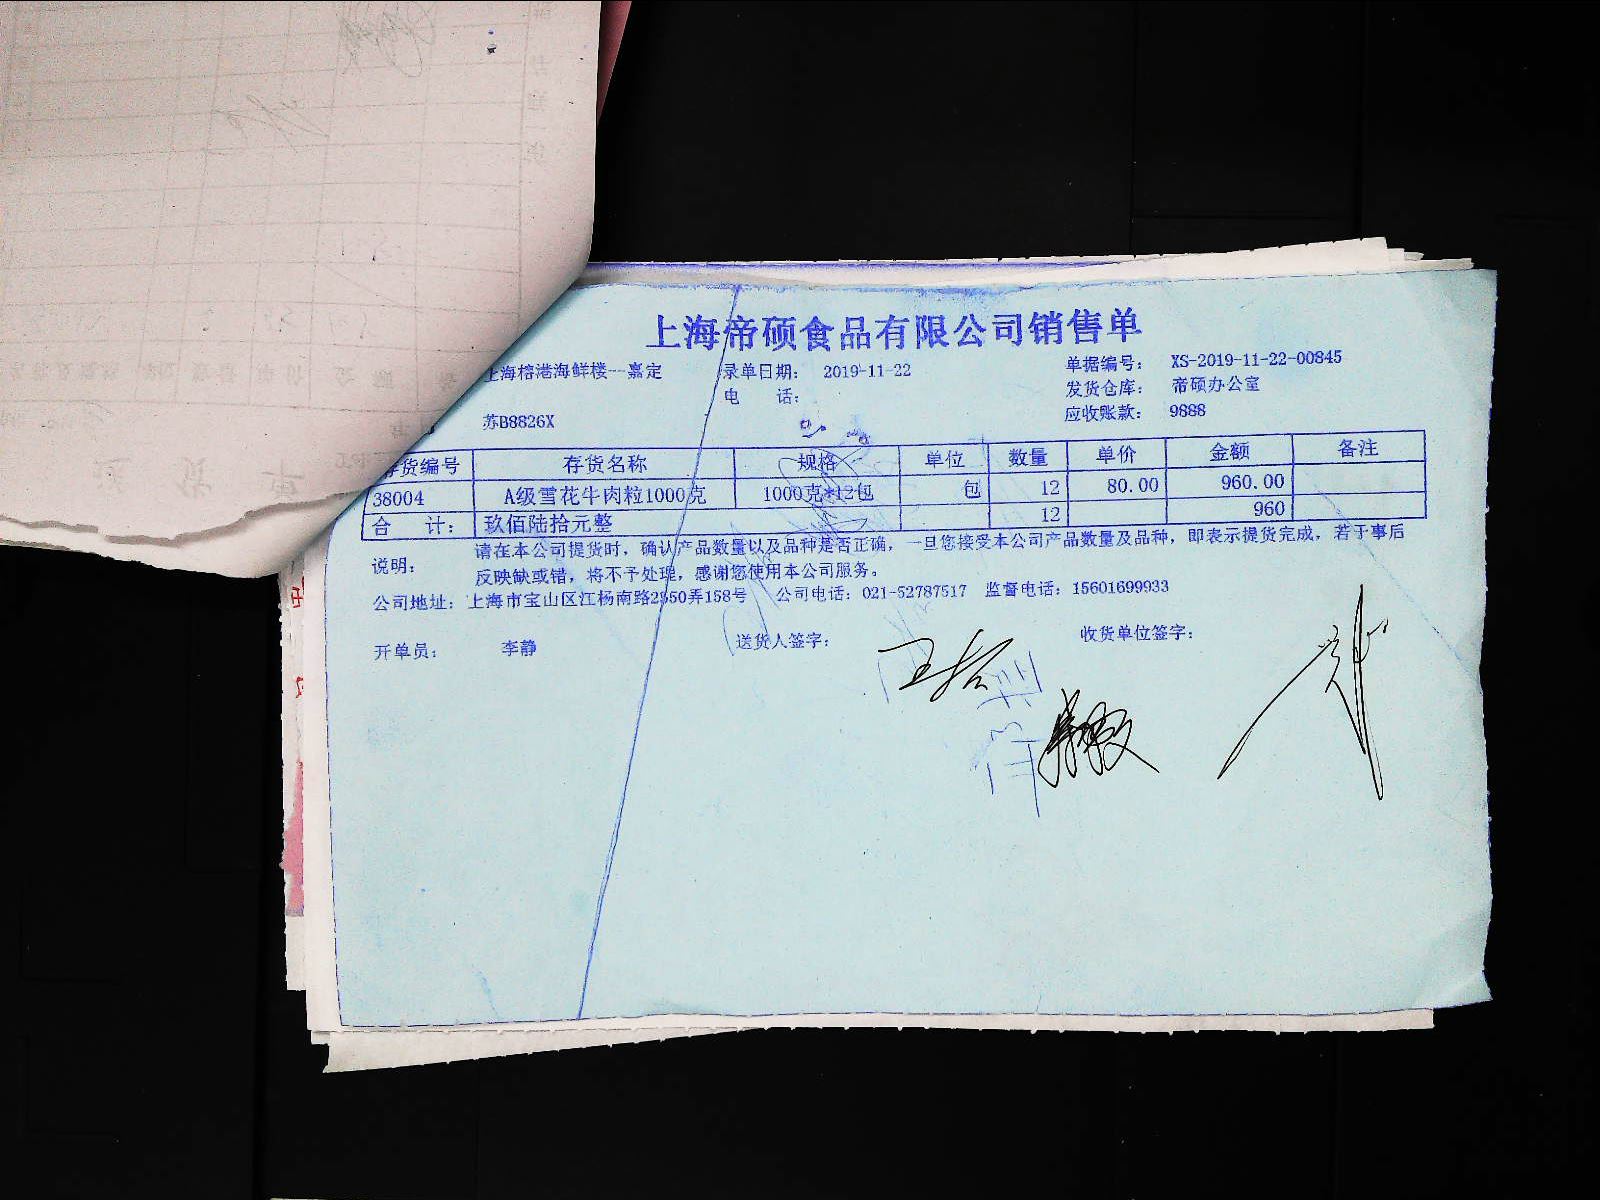 上海帝硕食品有限公司销售单
上海榕港海鲜楼--嘉定 录单日期： 2019-11-22 单据编号： XS-2019-11-22-00845
电 话： 发货仓库： 帝硕办公室
苏B8826X 应收账款： 9888
存货编号 存货名称 规格 单位 数量 单价 金额 备注
38004 A级雪花牛肉粒1000克 1000克*12包 包 12 80.00 960.00
合 计： 玖佰陆拾元整 12 960
说明： 请在本公司提货时，确认产品数量以及品种是否正确，一旦您接受本公司产品数量及品种，即表示提货完成，若于事后
反映缺或错，将不予处理，感谢您使用本公司服务。
公司地址：上海市宝山区江杨南路2550弄158号 公司电话：021-52787517 监督电话：15601699933
开单员： 李静 送货人签字： 收货单位签字：